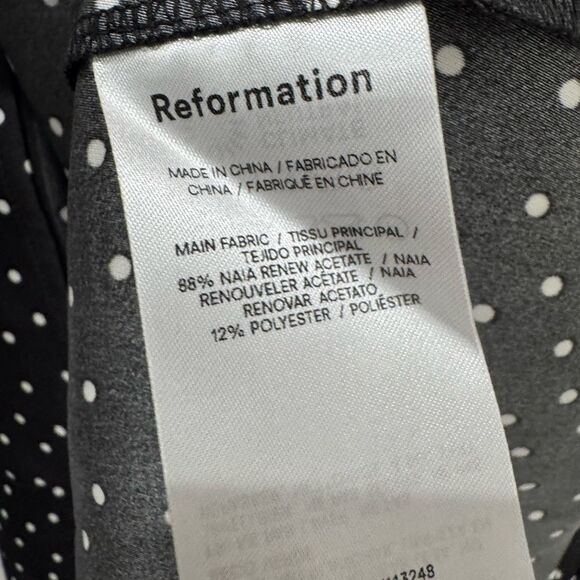 Reformation
MADE IN CHINA / FABRICADO EN
CHINA / FABRIQUÉ EN CHINE
MAIN FABRIC / TISSU PRINCIPAL /
TEJIDO PRINCIPAL
88% NAIA RENEW ACETATE / NAIA
RENOUVELER ACÉTATE / NAIA
RENOVAR ACETATO
12% POLYESTER / POLIÉSTER